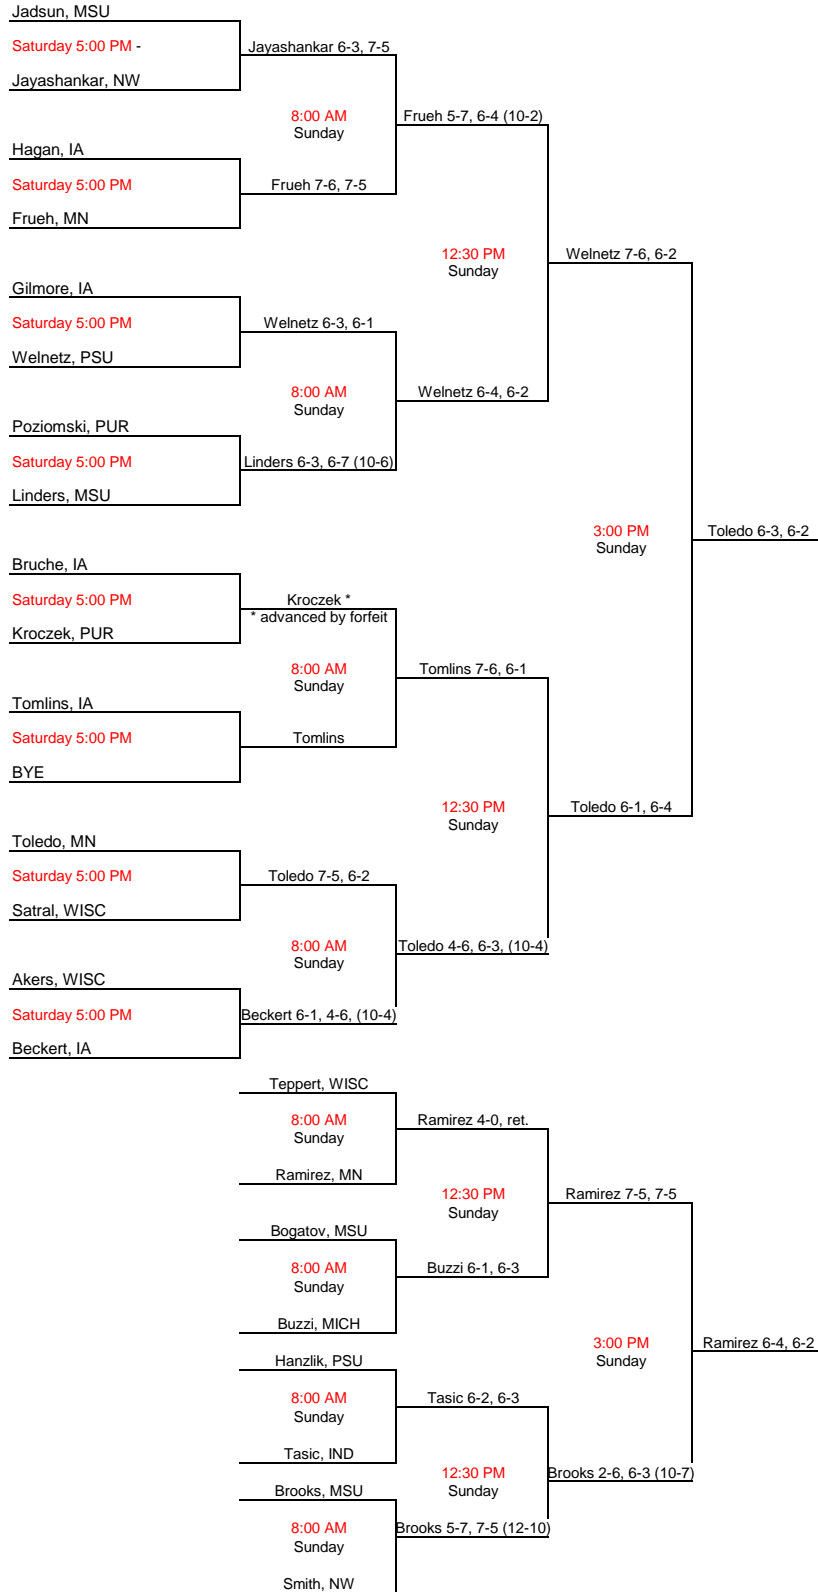 Jadsun, MSU
Saturday 5:00 PM -
Jayashankar 6-3, 7-5
Jayashankar, NW
8:00 AM
Sunday
Frueh 5-7, 6-4 (10-2)
Hagan, IA
Saturday 5:00 PM
Frueh 7-6, 7-5
Frueh, MN
12:30 PM
Sunday
Welnetz 7-6, 6-2
Gilmore, IA
Saturday 5:00 PM
Welnetz 6-3, 6-1
Welnetz, PSU
8:00 AM
Sunday
Welnetz 6-4, 6-2
Poziomski, PUR
Saturday 5:00 PM
Linders 6-3, 6-7 (10-6)
Linders, MSU
3:00 PM
Sunday
Toledo 6-3, 6-2
Bruche, IA
Saturday 5:00 PM
Kroczek *
* advanced by forfeit
Kroczek, PUR
8:00 AM
Sunday
Tomlins 7-6, 6-1
Tomlins, IA
Saturday 5:00 PM
Tomlins
BYE
12:30 PM
Sunday
Toledo 6-1, 6-4
Toledo, MN
Saturday 5:00 PM
Toledo 7-5, 6-2
Satral, WISC
8:00 AM
Sunday
Toledo 4-6, 6-3, (10-4)
Akers, WISC
Saturday 5:00 PM
Beckert 6-1, 4-6, (10-4)
Beckert, IA
Teppert, WISC
8:00 AM
Sunday
Ramirez 4-0, ret.
Ramirez, MN
12:30 PM
Sunday
Ramirez 7-5, 7-5
Bogatov, MSU
8:00 AM
Sunday
Buzzi 6-1, 6-3
Buzzi, MICH
3:00 PM
Sunday
Ramirez 6-4, 6-2
Hanzlik, PSU
8:00 AM
Sunday
Tasic 6-2, 6-3
Tasic, IND
12:30 PM
Sunday
Brooks 2-6, 6-3 (10-7)
Brooks, MSU
8:00 AM
Sunday
Brooks 5-7, 7-5 (12-10)
Smith, NW